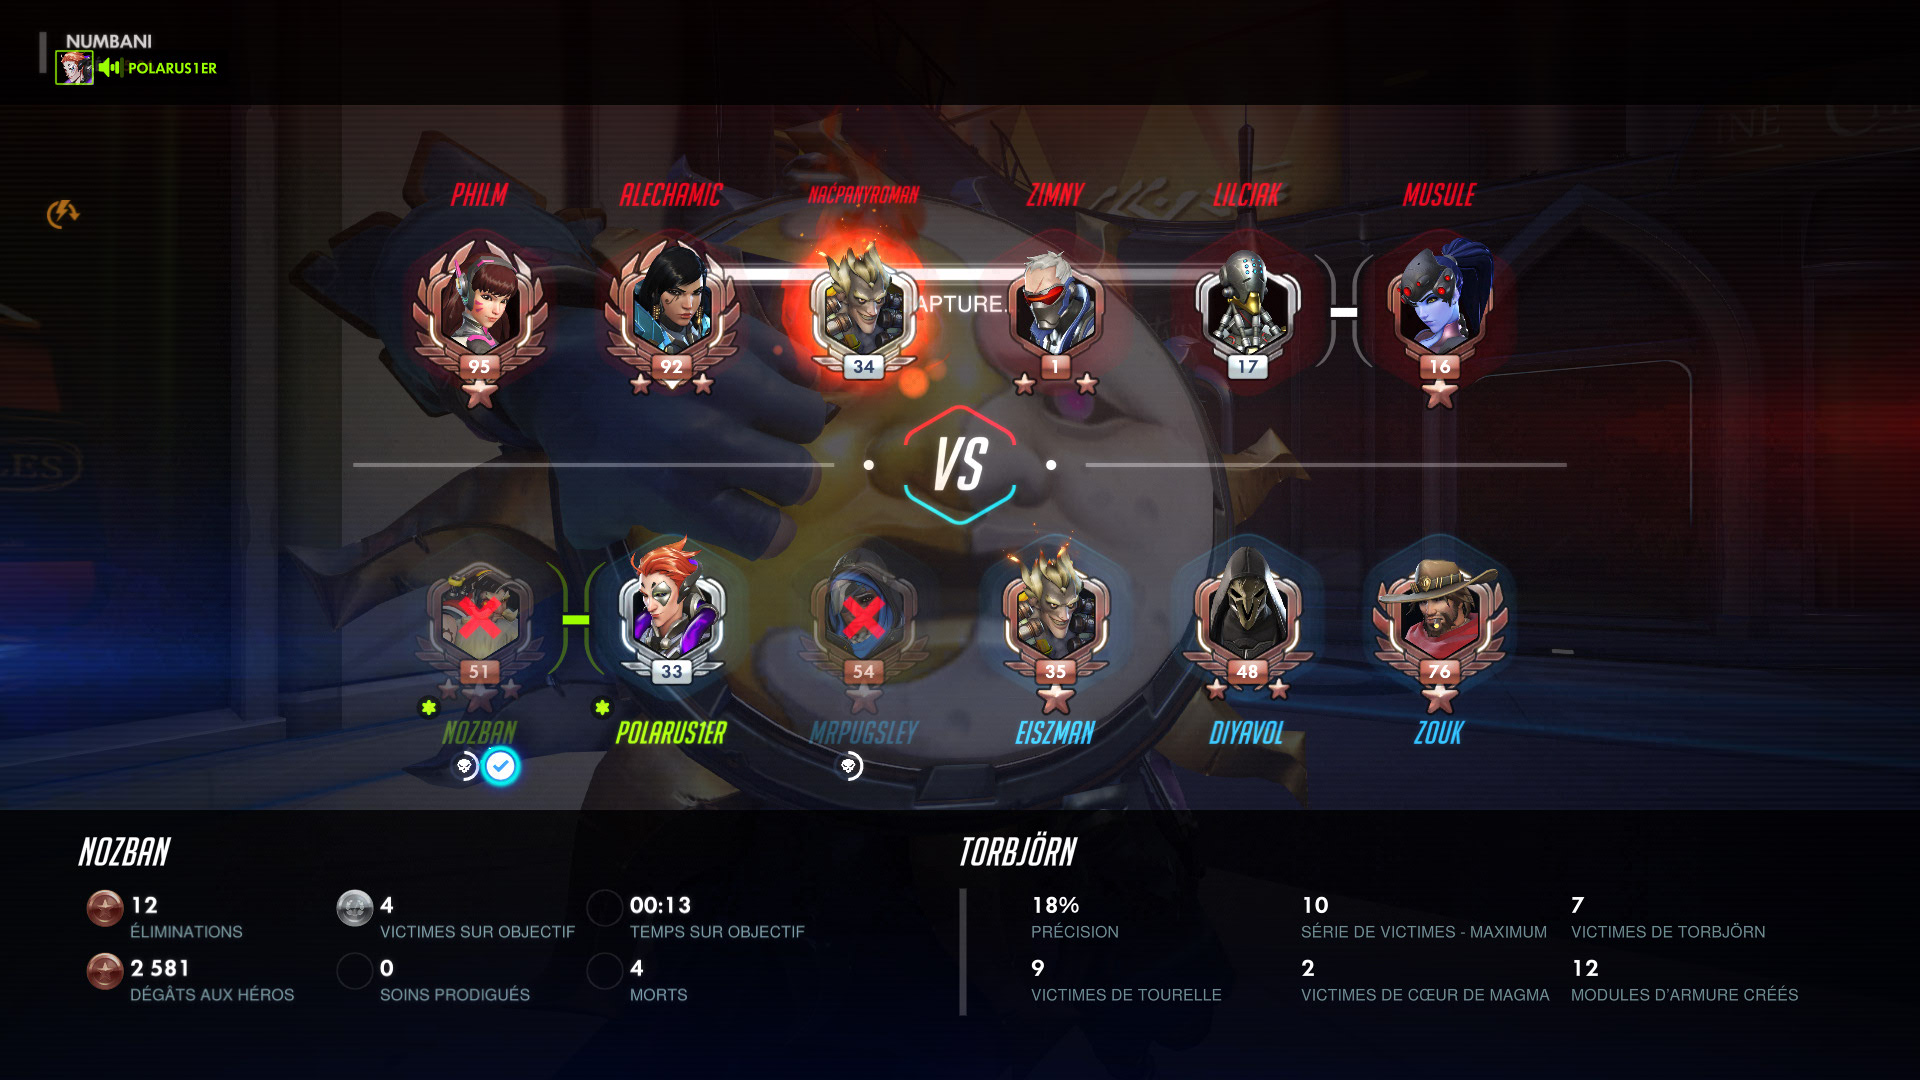 NUMBANI
POLARUS1ER
PHILM
ALECHAMIC
NAĆPANYROMAN
ZIMNY
LILCIAK
MUSULE
APTURE.
95
92
34
1
17
16
VS
51
33
54
35
48
76
NOZBAN
POLARUS1ER
MRPUGSLEY
EISZMAN
DIYAVOL
ZOUK
LES
NOZBAN
12
ÉLIMINATIONS
4
VICTIMES SUR OBJECTIF
00:13
TEMPS SUR OBJECTIF
2 581
DÉGÂTS AUX HÉROS
0
SOINS PRODIGUÉS
4
MORTS
TORBJÖRN
18%
PRÉCISION
10
SÉRIE DE VICTIMES - MAXIMUM
7
VICTIMES DE TORBJÖRN
9
VICTIMES DE TOURELLE
2
VICTIMES DE CŒUR DE MAGMA
12
MODULES D'ARMURE CRÉÉS